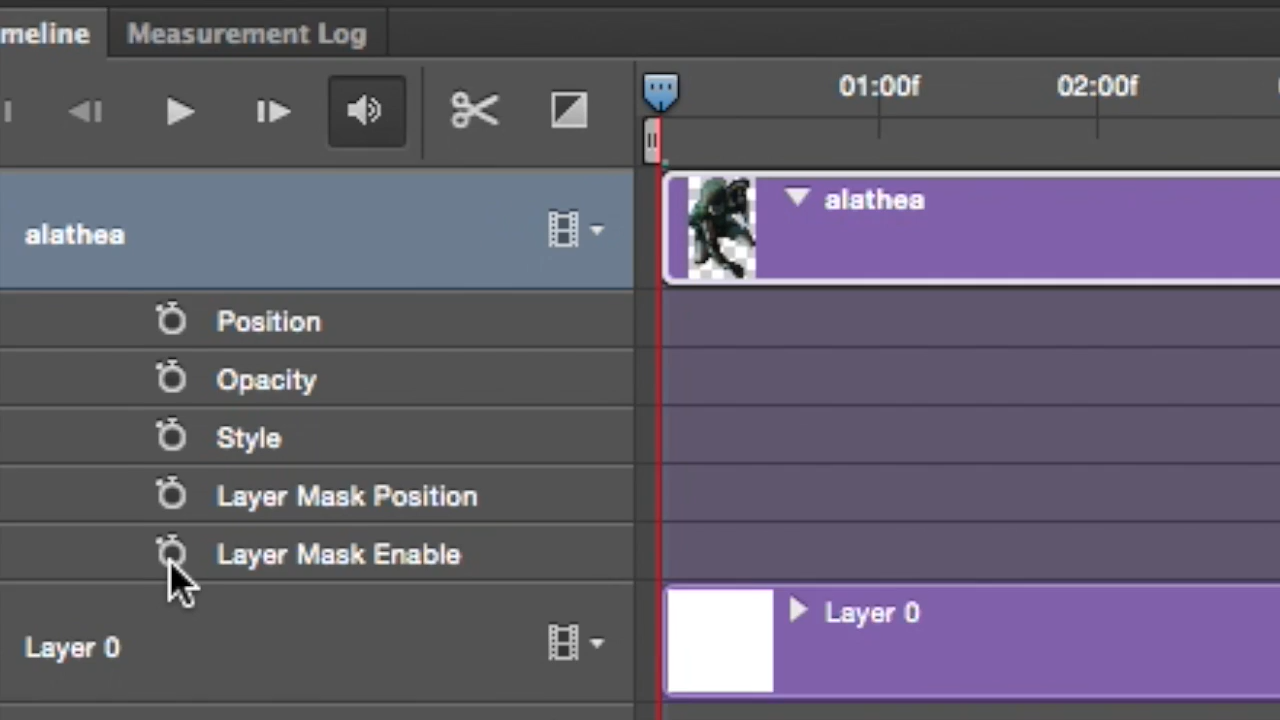 meline
Measurement Log
01:00f
02:00f
alathea
alathea
Position
Opacity
Style
Layer Mask Position
Layer Mask Enable
Layer 0
Layer 0